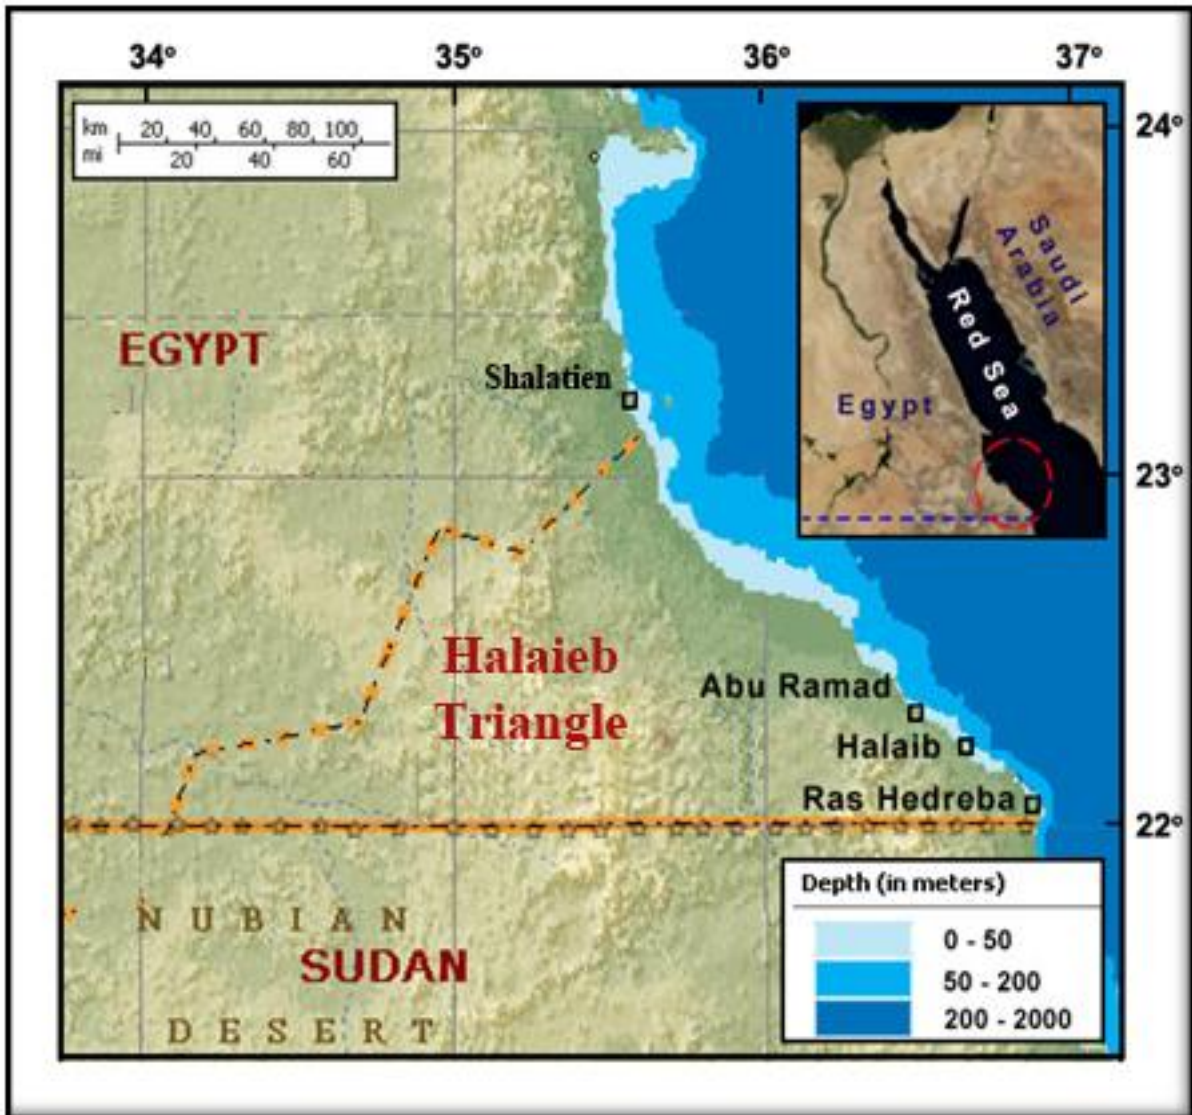 34° 35° 36° 37°
km 20 40 60 80 100
mi 20 40 60
24°
Saudi
Arabia
Red Sea
Egypt
EGYPT
Shalatien
23°
Halaieb
Triangle
Abu Ramad
Halaib
Ras Hedreba
22°
Depth (in meters)
0 - 50
50 - 200
200 - 2000
NUBIAN
SUDAN
DESERT